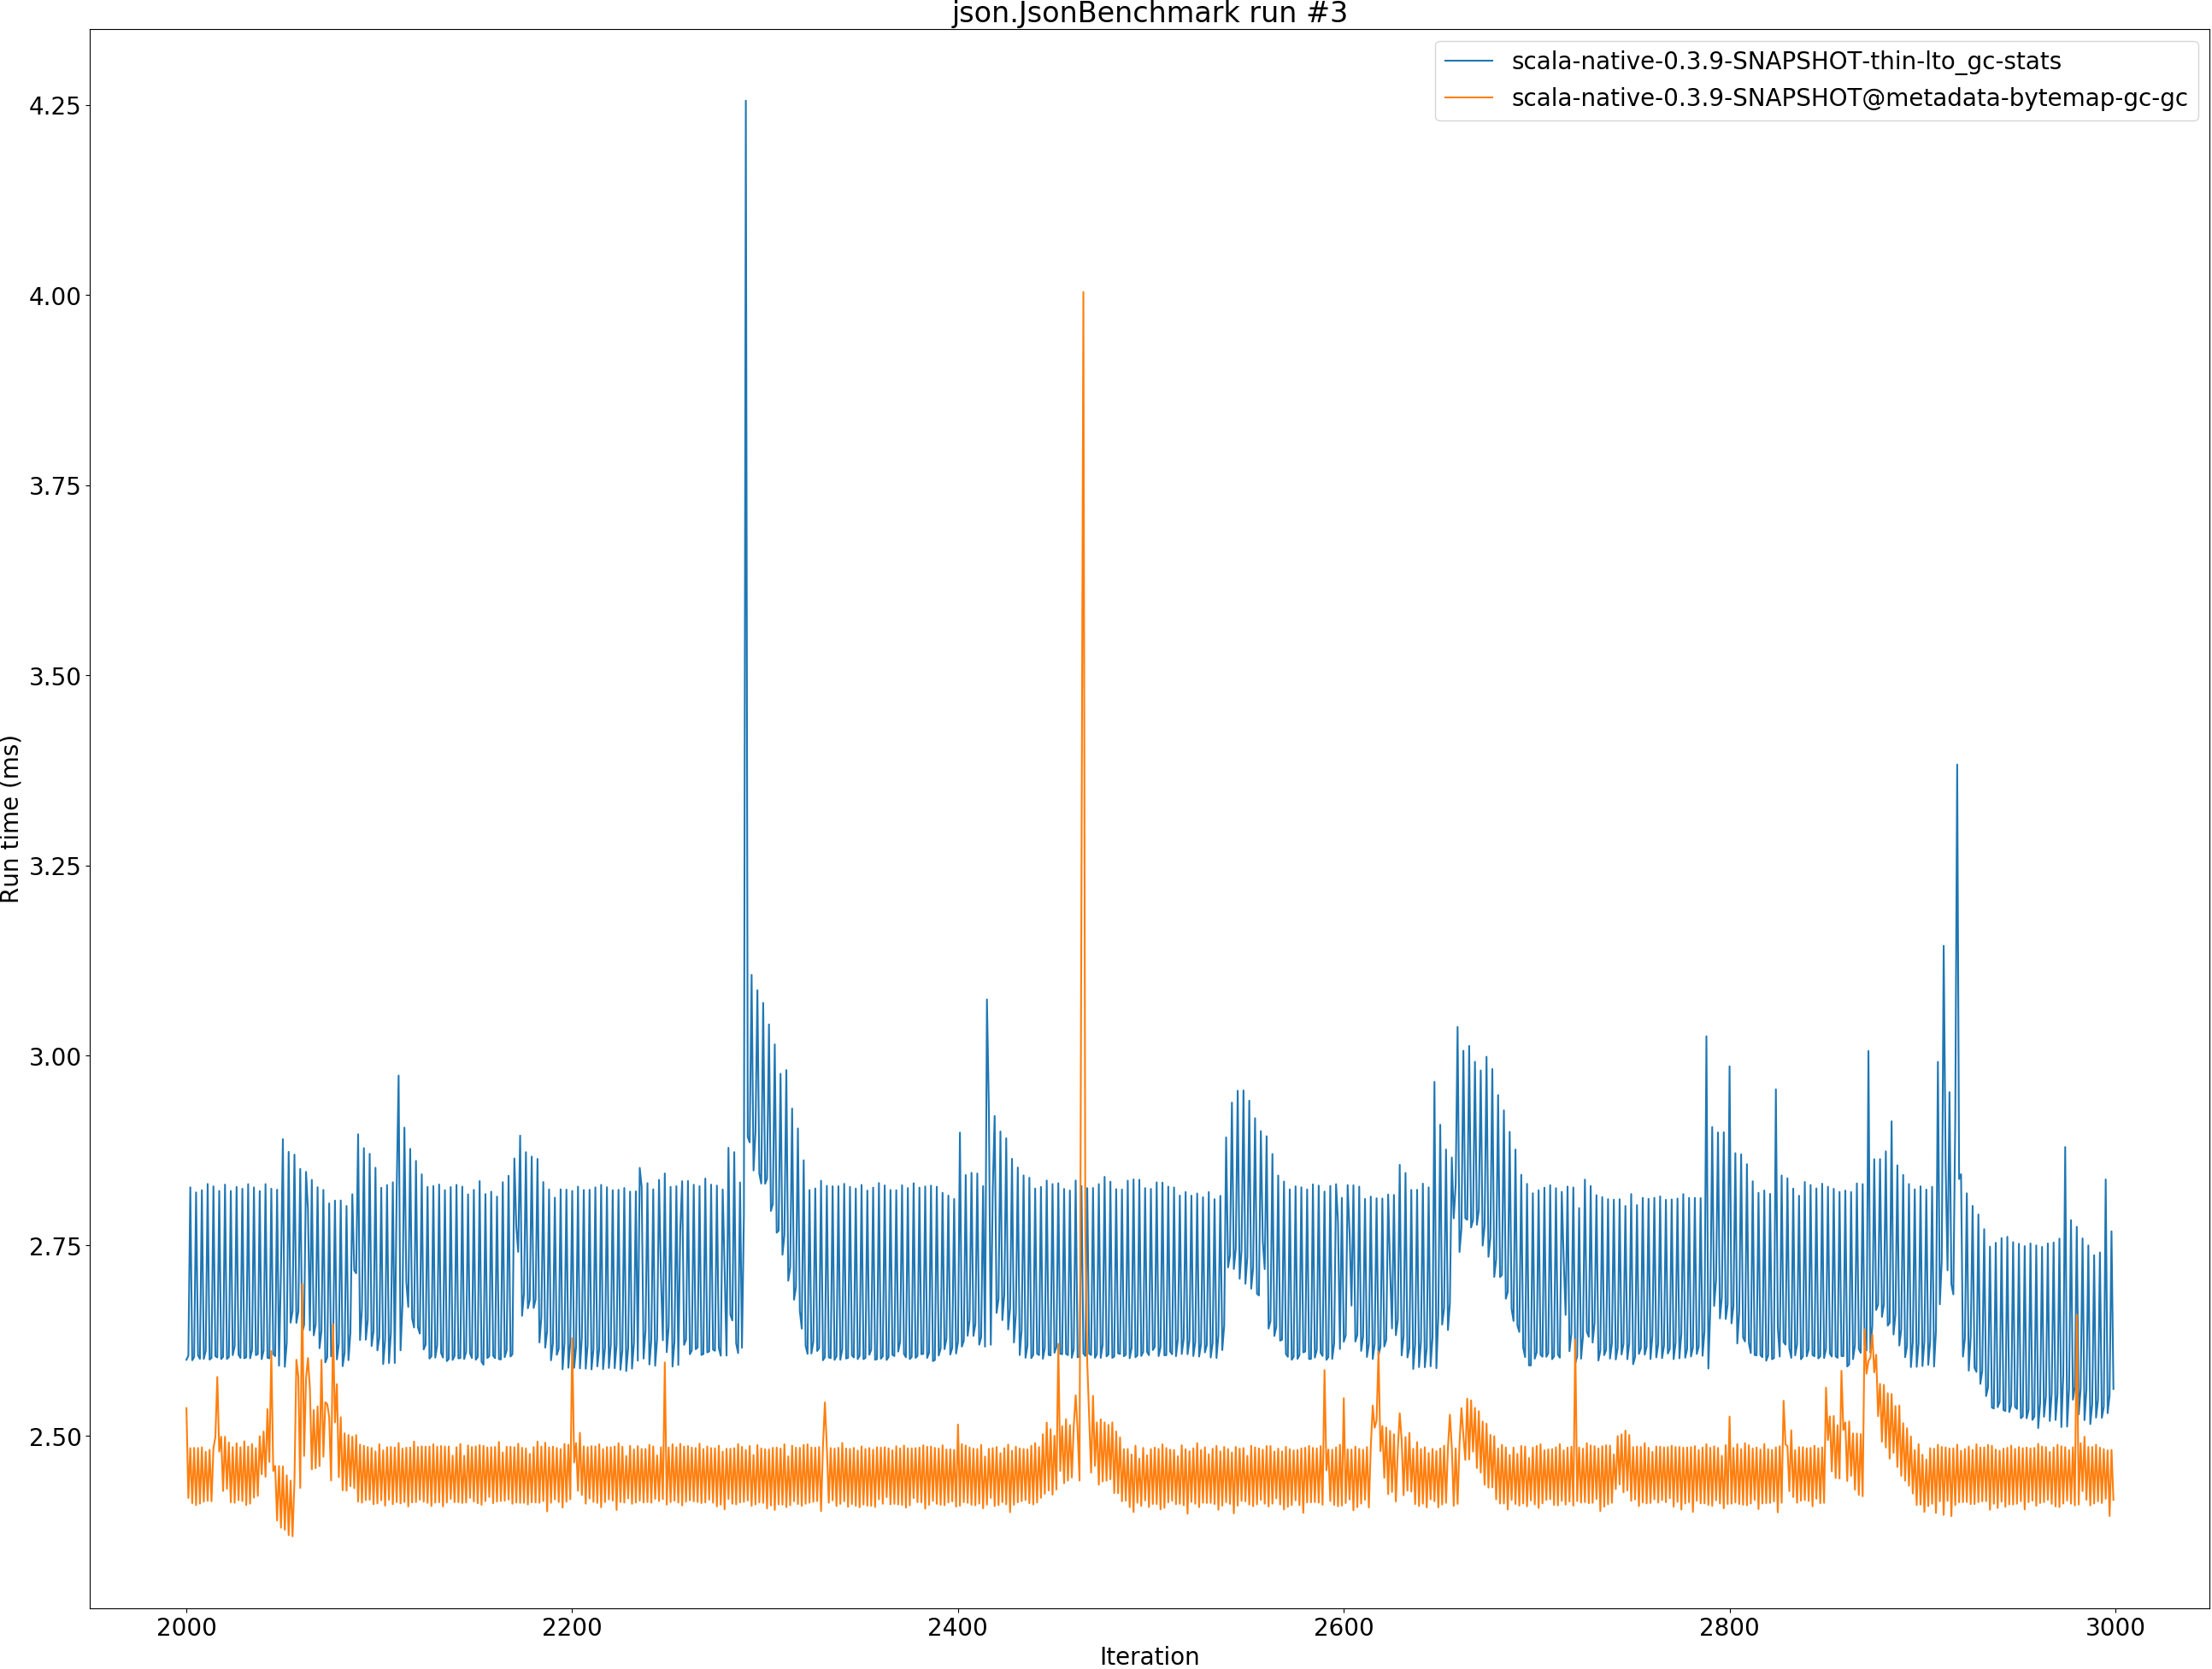 json.JsonBenchmark run #3
scala-native-0.3.9-SNAPSHOT-thin-lto_gc-stats
scala-native-0.3.9-SNAPSHOT@metadata-bytemap-gc-gc
4.25
4.00
3.75
3.50
3.25
3.00
2.75
2.50
Run time (ms)
2000 2200 2400 2600 2800 3000
Iteration